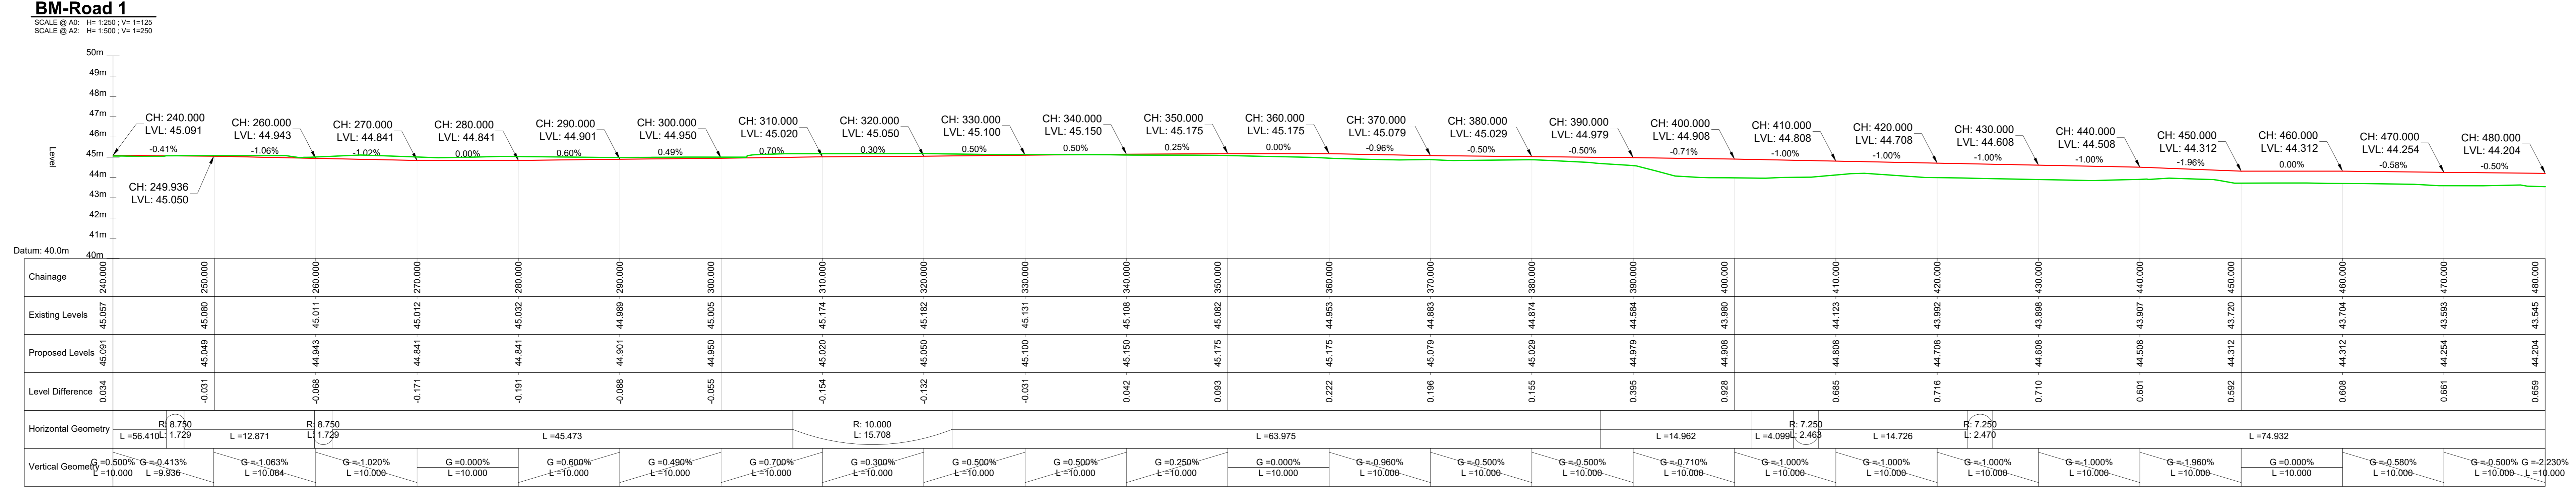 BM-Road 1
SCALE @ A0: H= 1:250 ; V= 1=125
SCALE @ A2: H= 1:500 ; V= 1=250
50m
49m
48m
47m
46m
45m
44m
43m
42m
41m
40m
Level
Datum: 40.0m
CH: 240.000
LVL: 45.091
CH: 249.936
LVL: 45.050
CH: 260.000
LVL: 44.943
CH: 270.000
LVL: 44.841
CH: 280.000
LVL: 44.841
CH: 290.000
LVL: 44.901
CH: 300.000
LVL: 44.950
CH: 310.000
LVL: 45.020
CH: 320.000
LVL: 45.050
CH: 330.000
LVL: 45.100
CH: 340.000
LVL: 45.150
CH: 350.000
LVL: 45.175
CH: 360.000
LVL: 45.175
CH: 370.000
LVL: 45.079
CH: 380.000
LVL: 45.029
CH: 390.000
LVL: 44.979
CH: 400.000
LVL: 44.908
CH: 410.000
LVL: 44.808
CH: 420.000
LVL: 44.708
CH: 430.000
LVL: 44.608
CH: 440.000
LVL: 44.508
CH: 450.000
LVL: 44.312
CH: 460.000
LVL: 44.312
CH: 470.000
LVL: 44.254
CH: 480.000
LVL: 44.204
-0.41% -1.06% -1.02% 0.00% 0.60% 0.49% 0.70% 0.30% 0.50% 0.50% 0.25% 0.00% -0.96% -0.50% -0.50% -0.71% -1.00% -1.00% -1.00% -1.00% -1.96% 0.00% -0.58% -0.50%
Chainage 240.000 250.000 260.000 270.000 280.000 290.000 300.000 310.000 320.000 330.000 340.000 350.000 360.000 370.000 380.000 390.000 400.000 410.000 420.000 430.000 440.000 450.000 460.000 470.000 480.000
Existing Levels 45.057 45.080 45.011 45.012 45.032 44.989 45.005 45.174 45.182 45.131 45.108 45.082 44.953 44.883 44.874 44.584 43.980 44.123 43.992 43.898 43.907 43.720 43.704 43.593 43.545
Proposed Levels 45.091 45.049 44.943 44.841 44.841 44.901 44.950 45.020 45.050 45.100 45.150 45.175 45.175 45.079 45.029 44.979 44.908 44.808 44.708 44.608 44.508 44.312 44.312 44.254 44.204
Level Difference 0.034 -0.031 -0.068 -0.171 -0.191 -0.088 -0.055 -0.154 -0.132 -0.031 0.042 0.093 0.222 0.196 0.155 0.395 0.928 0.685 0.716 0.710 0.601 0.592 0.608 0.661 0.659
Horizontal Geometry
R: 8.750 R: 8.750 R: 10.000 R: 7.250 R: 7.250
L =56.410 L: 1.729 L =12.871 L: 1.729 L =45.473 L: 15.708 L =63.975 L =14.962 L =4.099 L: 2.463 L =14.726 L: 2.470 L =74.932
Vertical Geometry
G =0.500% G =-0.413% G =-1.063% G =-1.020% G =0.000% G =0.600% G =0.490% G =0.700% G =0.300% G =0.500% G =0.500% G =0.250% G =0.000% G =-0.960% G =-0.500% G =-0.500% G =-0.710% G =-1.000% G =-1.000% G =-1.000% G =-1.000% G =-1.960% G =0.000% G =-0.580% G =-0.500% G =-2.230%
L =10.000 L =9.936 L =10.064 L =10.000 L =10.000 L =10.000 L =10.000 L =10.000 L =10.000 L =10.000 L =10.000 L =10.000 L =10.000 L =10.000 L =10.000 L =10.000 L =10.000 L =10.000 L =10.000 L =10.000 L =10.000 L =10.000 L =10.000 L =10.000 L =10.000 L =10.000